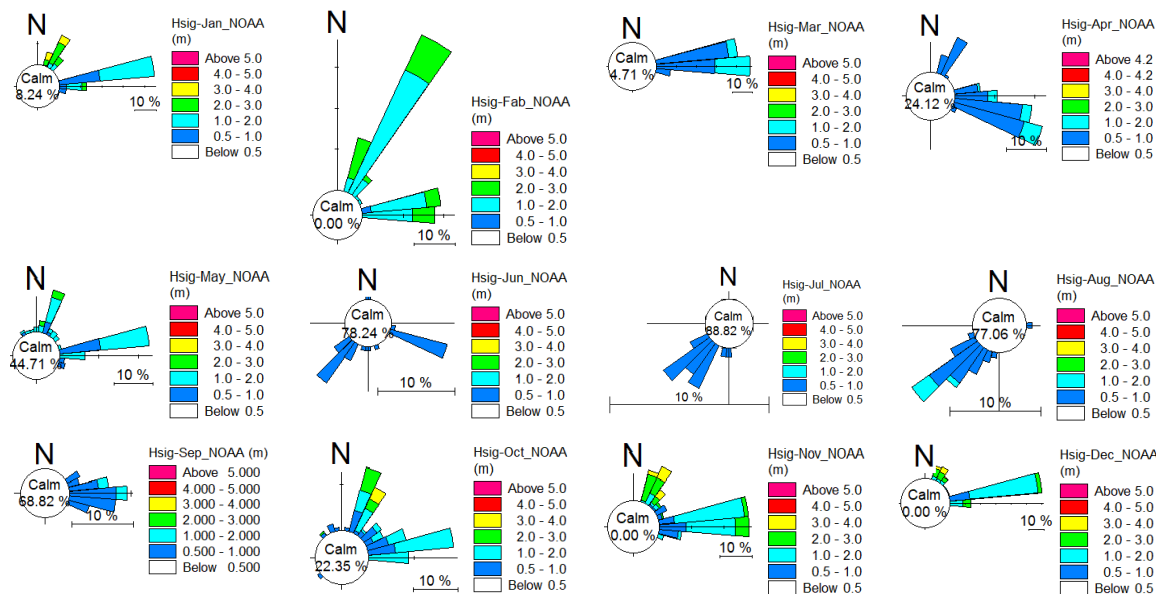 N
Hsig-Jan_NOAA
(m)
Above 5.0
4.0 - 5.0
3.0 - 4.0
2.0 - 3.0
1.0 - 2.0
0.5 - 1.0
Below 0.5
Calm
8.24 %
10 %
N
Hsig-Fab_NOAA
(m)
Above 5.0
4.0 - 5.0
3.0 - 4.0
2.0 - 3.0
1.0 - 2.0
0.5 - 1.0
Below 0.5
Calm
0.00 %
10 %
N
Hsig-Mar_NOAA
(m)
Above 5.0
4.0 - 5.0
3.0 - 4.0
2.0 - 3.0
1.0 - 2.0
0.5 - 1.0
Below 0.5
Calm
4.71 %
10 %
N
Hsig-Apr_NOAA
(m)
Above 4.2
4.0 - 4.2
3.0 - 4.0
2.0 - 3.0
1.0 - 2.0
0.5 - 1.0
Below 0.5
Calm
24.12 %
10 %
N
Hsig-May_NOAA
(m)
Above 5.0
4.0 - 5.0
3.0 - 4.0
2.0 - 3.0
1.0 - 2.0
0.5 - 1.0
Below 0.5
Calm
44.71 %
10 %
N
Hsig-Jun_NOAA
(m)
Above 5.0
4.0 - 5.0
3.0 - 4.0
2.0 - 3.0
1.0 - 2.0
0.5 - 1.0
Below 0.5
Calm
78.24 %
10 %
N
Hsig-Jul_NOAA
(m)
Above 5.0
4.0 - 5.0
3.0 - 4.0
2.0 - 3.0
1.0 - 2.0
0.5 - 1.0
Below 0.5
Calm
88.82 %
10 %
N
Hsig-Aug_NOAA
(m)
Above 5.0
4.0 - 5.0
3.0 - 4.0
2.0 - 3.0
1.0 - 2.0
0.5 - 1.0
Below 0.5
Calm
77.06 %
10 %
N
Hsig-Sep_NOAA (m)
Above 5.000
4.000 - 5.000
3.000 - 4.000
2.000 - 3.000
1.000 - 2.000
0.500 - 1.000
Below 0.500
Calm
68.82 %
10 %
N
Hsig-Oct_NOAA
(m)
Above 5.0
4.0 - 5.0
3.0 - 4.0
2.0 - 3.0
1.0 - 2.0
0.5 - 1.0
Below 0.5
Calm
22.35 %
10 %
N
Hsig-Nov_NOAA
(m)
Above 5.0
4.0 - 5.0
3.0 - 4.0
2.0 - 3.0
1.0 - 2.0
0.5 - 1.0
Below 0.5
Calm
0.00 %
10 %
N
Hsig-Dec_NOAA
(m)
Above 5.0
4.0 - 5.0
3.0 - 4.0
2.0 - 3.0
1.0 - 2.0
0.5 - 1.0
Below 0.5
Calm
0.00 %
10 %